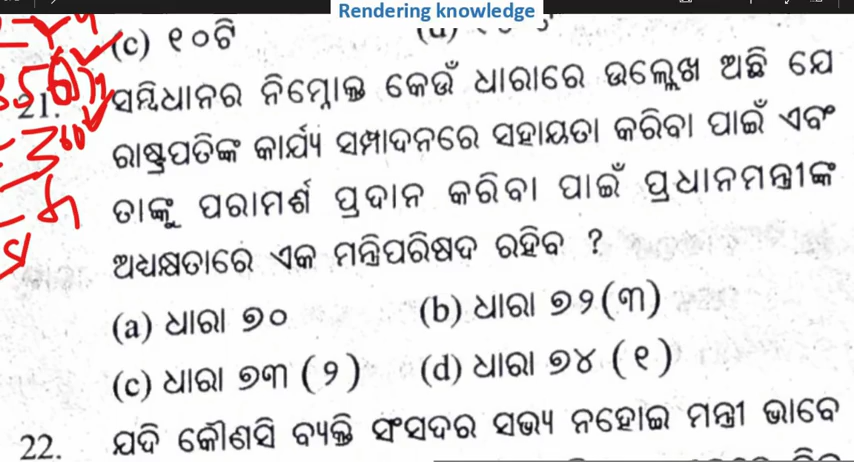 Rendering knowledge
(c) ୧୦ଟି
21. ସମ୍ବିଧାନର ନିମ୍ନୋକ୍ତ କେଉଁ ଧାରାରେ ଉଲ୍ଲେଖ ଅଛି ଯେ
ରାଷ୍ଟ୍ରପତିଙ୍କ କାର୍ଯ୍ୟ ସମ୍ପାଦନରେ ସହାୟତା କରିବା ପାଇଁ ଏବଂ
ତାଙ୍କୁ ପରାମର୍ଶ ପ୍ରଦାନ କରିବା ପାଇଁ ପ୍ରଧାନମନ୍ତ୍ରୀଙ୍କ
ଅଧ୍ୟକ୍ଷତାରେ ଏକ ମନ୍ତ୍ରିପରିଷଦ ରହିବ ?
(a) ଧାରା ୭୦ (b) ଧାରା ୭୨(୩)
(c) ଧାରା ୭୩ (୨) (d) ଧାରା ୭୪ (୧)
22. ଯଦି କୌଣସି ବ୍ୟକ୍ତି ସଂସଦର ସଭ୍ୟ ନହୋଇ ମନ୍ତ୍ରୀ ଭାବେ